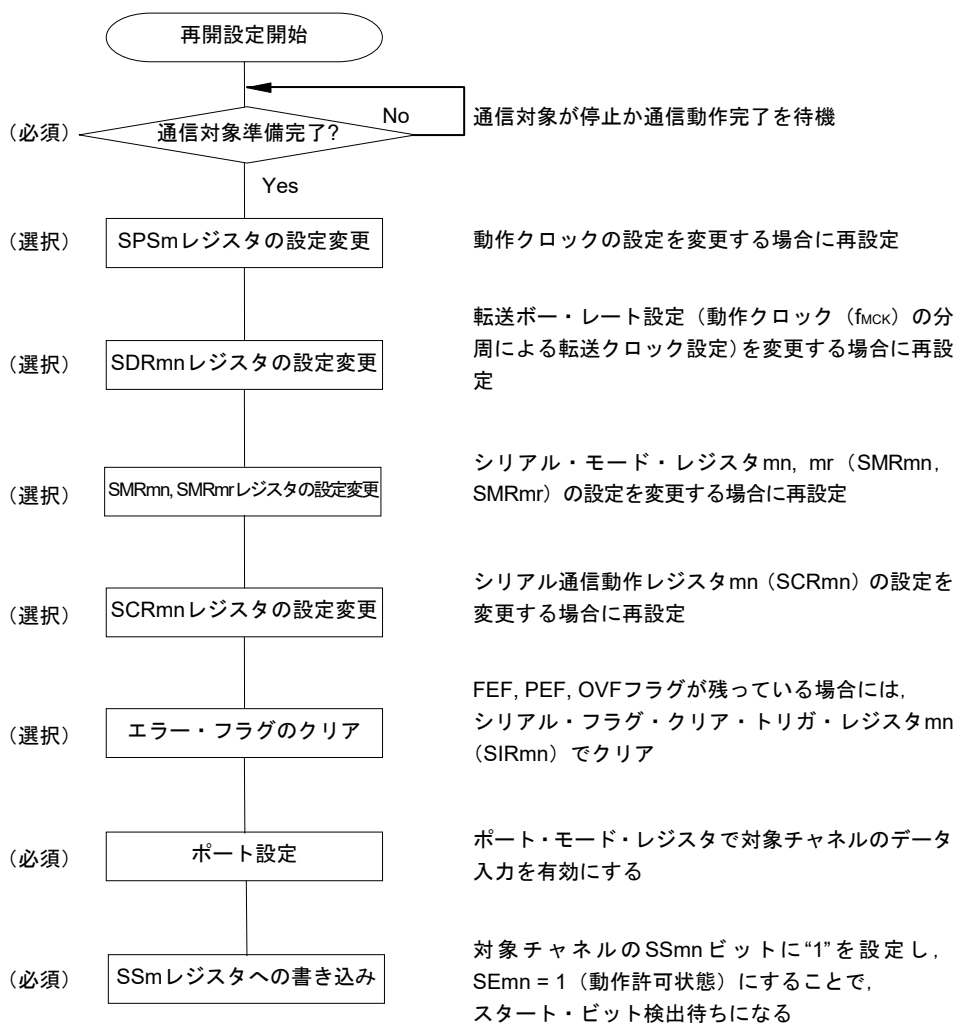 再開設定開始
No
通信対象が停止か通信動作完了を待機
(必須)
通信対象準備完了?
Yes
(選択)
SPSmレジスタの設定変更
動作クロックの設定を変更する場合に再設定
(選択)
SDRmnレジスタの設定変更
転送ボー・レート設定(動作クロック(fMCK)の分
周による転送クロック設定)を変更する場合に再設
定
(選択)
SMRmn, SMRmrレジスタの設定変更
シリアル・モード・レジスタmn, mr(SMRmn,
SMRmr)の設定を変更する場合に再設定
(選択)
SCRmnレジスタの設定変更
シリアル通信動作レジスタmn(SCRmn)の設定を
変更する場合に再設定
(選択)
エラー・フラグのクリア
FEF, PEF, OVFフラグが残っている場合には,
シリアル・フラグ・クリア・トリガ・レジスタmn
(SIRmn)でクリア
(必須)
ポート設定
ポート・モード・レジスタで対象チャネルのデータ
入力を有効にする
(必須)
SSmレジスタへの書き込み
対象チャネルのSSmnビットに“1”を設定し,
SEmn = 1(動作許可状態)にすることで,
スタート・ビット検出待ちになる